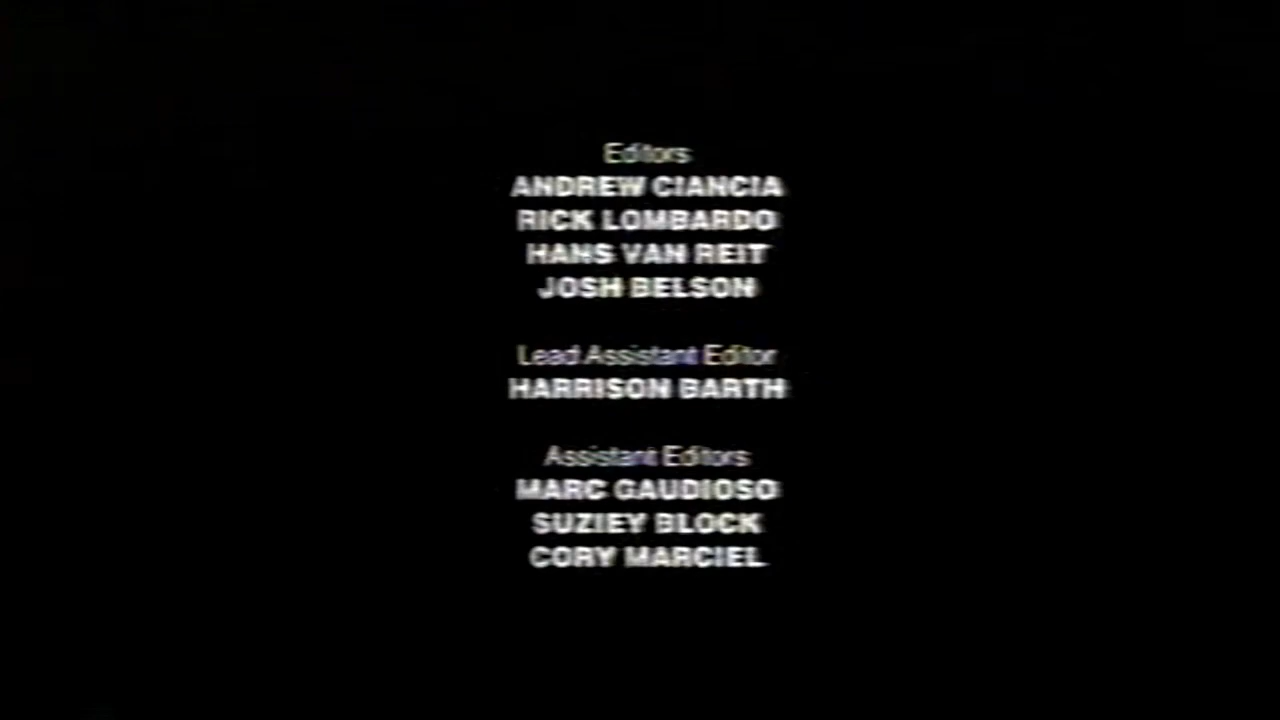 Editors
ANDREW CIANCIA
RICK LOMBARDO
HANS VAN REIT
JOSH BELSON
Lead Assistant Editor
HARRISON BARTH
Assistant Editors
MARC GAUDIOSO
SUZIEY BLOCK
CORY MARCIEL